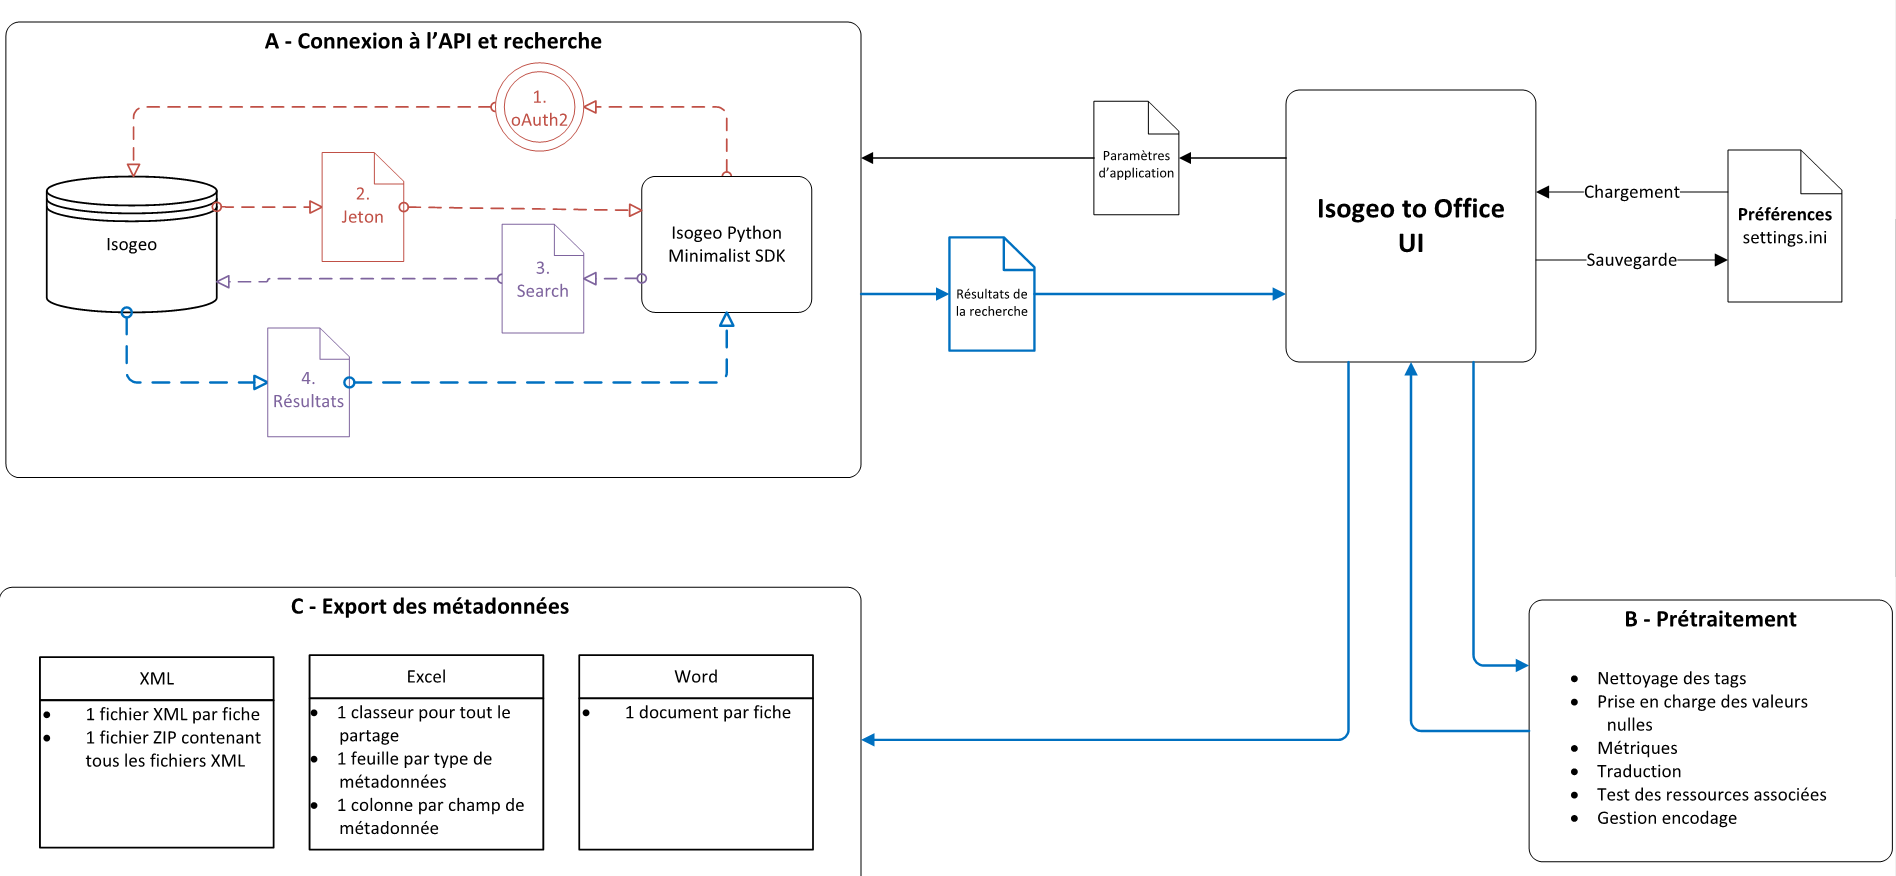 A - Connexion à l’API et recherche
1.
oAuth2
2.
Jeton
Isogeo
Isogeo Python
Minimalist SDK
3.
Search
4.
Résultats
Paramètres
d’application
Résultats de
la recherche
Isogeo to Office
UI
Chargement
Sauvegarde
Préférences
settings.ini
C - Export des métadonnées
XML
• 1 fichier XML par fiche
• 1 fichier ZIP contenant
tous les fichiers XML
Excel
• 1 classeur pour tout le
partage
• 1 feuille par type de
métadonnées
• 1 colonne par champ de
métadonnée
Word
• 1 document par fiche
B - Prétraitement
• Nettoyage des tags
• Prise en charge des valeurs
nulles
• Métriques
• Traduction
• Test des ressources associées
• Gestion encodage